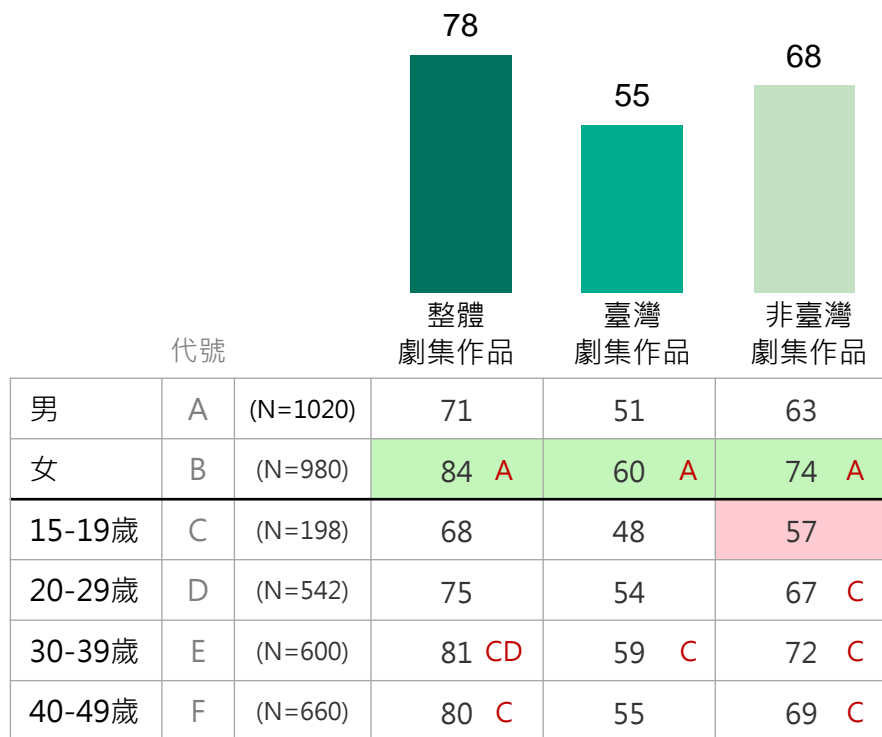 78
55
68
整體
劇集作品
臺灣
劇集作品
非臺灣
劇集作品
代號
男 A (N=1020) 71 51 63
女 B (N=980) 84 A 60 A 74 A
15-19歲 C (N=198) 68 48 57
20-29歲 D (N=542) 75 54 67 C
30-39歲 E (N=600) 81 CD 59 C 72 C
40-49歲 F (N=660) 80 C 55 69 C